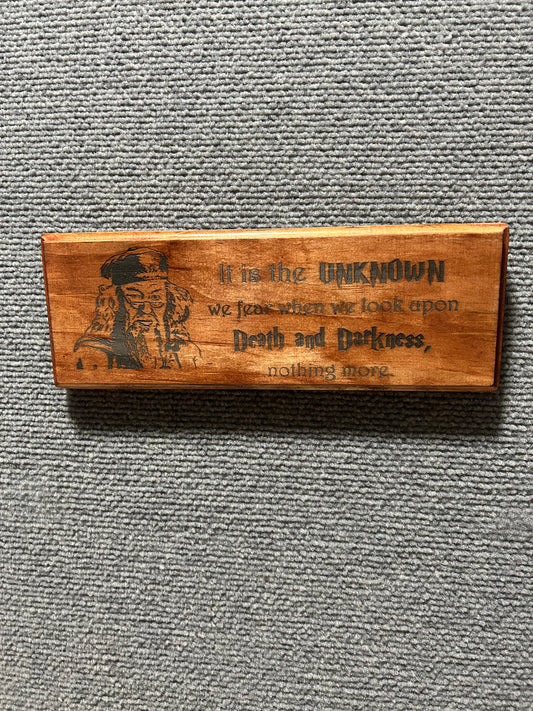 It is the UNKNOWN
we fear when we look upon
Death and Darkness,
nothing more.